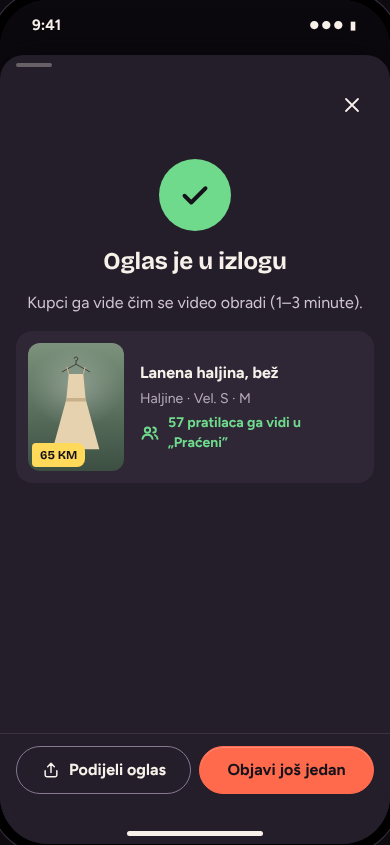 9:41
Oglas je u izlogu
Kupci ga vide čim se video obradi (1–3 minute).
Lanena haljina, bež
Haljine · Vel. S · M
57 pratilaca ga vidi u
„Praćeni”
65 KM
Podijeli oglas
Objavi još jedan